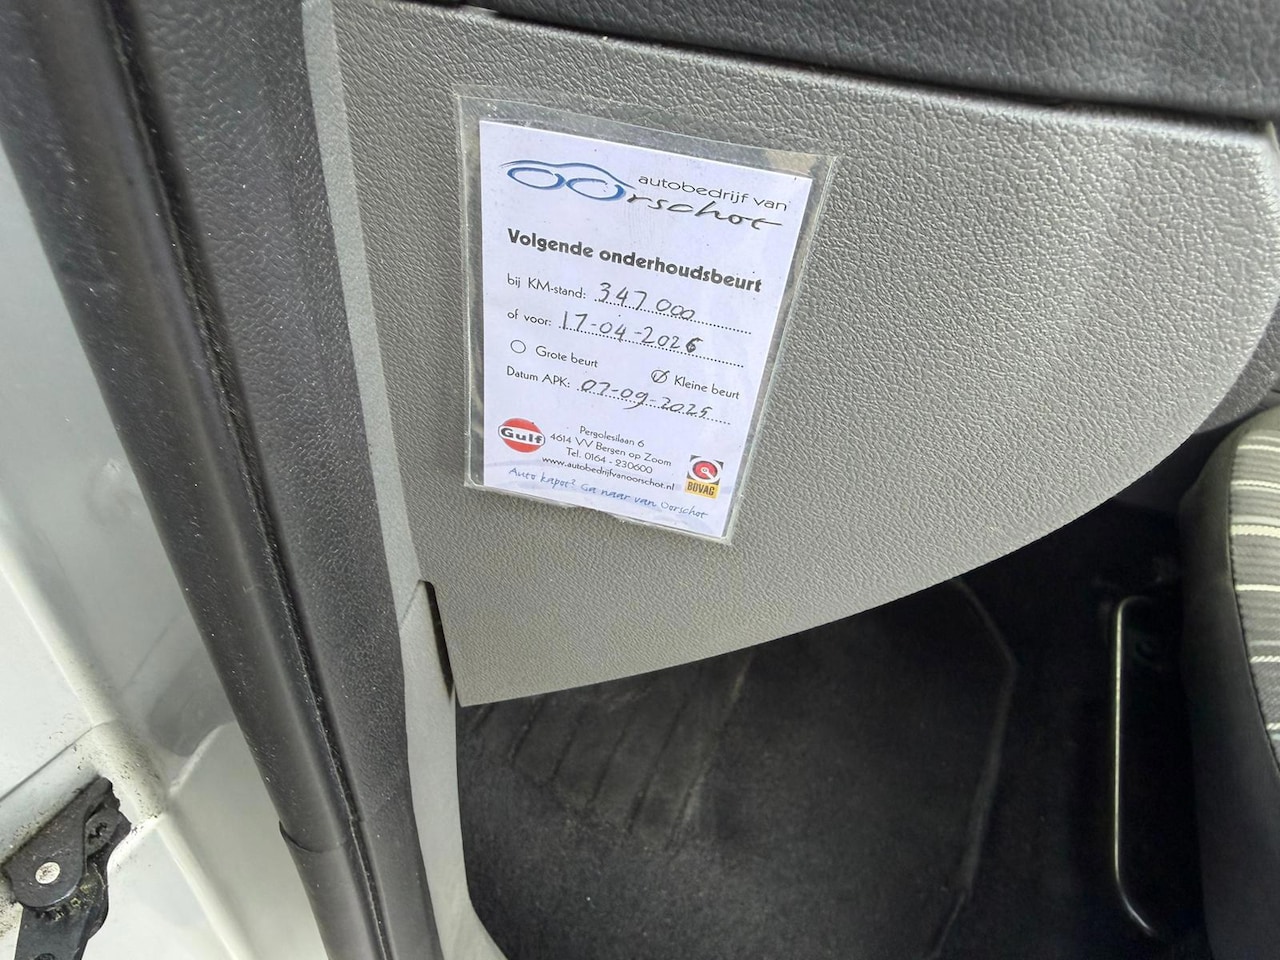 autobedrijf van
OOrschot
Volgende onderhoudsbeurt
bij KM-stand: 347000
of voor: 17-04-2026
Grote beurt Kleine beurt
Datum APK: 07-09-2025
Gulf
Pergolesilaan 6
4614 VV Bergen op Zoom
Tel. 0164 - 230600
www.autobedrijfvanoorschot.nl
BOVAG
Auto kapot? Ga naar van Oorschot